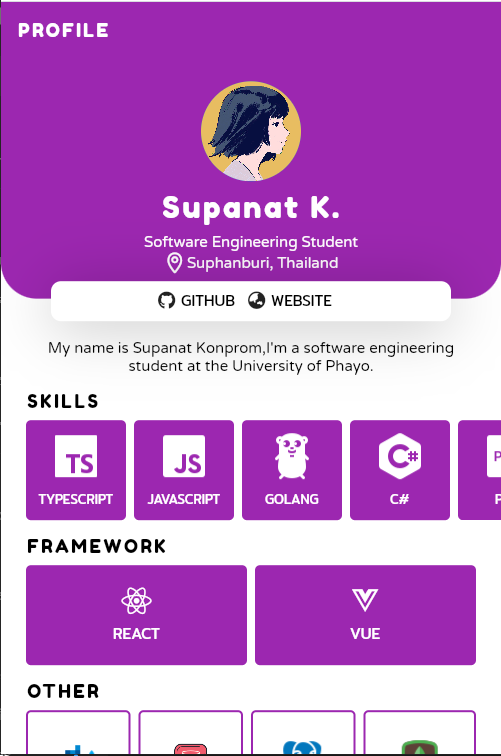 PROFILE
Supanat K.
Software Engineering Student
Suphanburi, Thailand
GITHUB WEBSITE
My name is Supanat Konprom,I'm a software engineering
student at the University of Phayo.
SKILLS
TS JS C#
TYPESCRIPT JAVASCRIPT GOLANG C#
FRAMEWORK
REACT VUE
OTHER